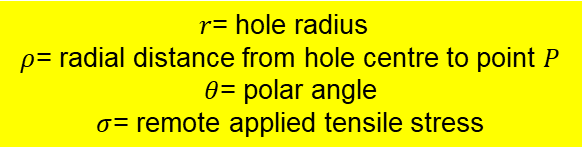 r= hole radius
ρ= radial distance from hole centre to point P
θ= polar angle
σ= remote applied tensile stress